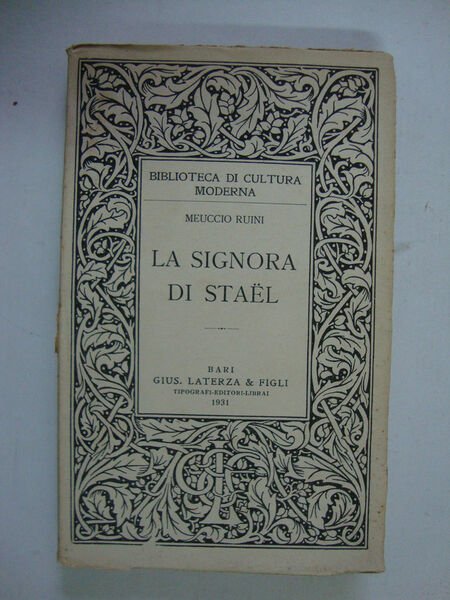 BIBLIOTECA DI CULTURA
MODERNA
MEUCCIO RUINI
LA SIGNORA
DI STAËL
BARI
GIUS. LATERZA & FIGLI
TIPOGRAFI-EDITORI-LIBRAI
1931